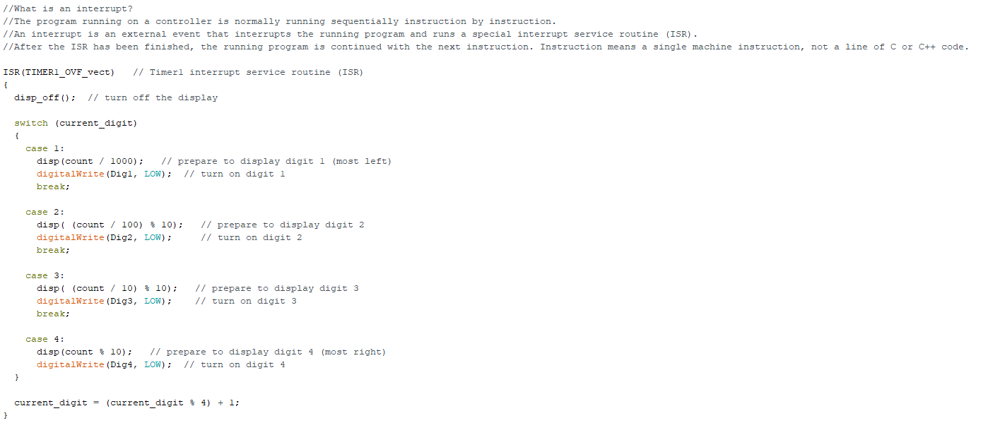 //What is an interrupt?
//The program running on a controller is normally running sequentially instruction by instruction.
//An interrupt is an external event that interrupts the running program and runs a special interrupt service routine (ISR).
//After the ISR has been finished, the running program is continued with the next instruction. Instruction means a single machine instruction, not a line of C or C++ code.

ISR(TIMER1_OVF_vect)   // Timer1 interrupt service routine (ISR)
{
  disp_off();  // turn off the display

  switch (current_digit)
  {
    case 1:
      disp(count / 1000);   // prepare to display digit 1 (most left)
      digitalWrite(Dig1, LOW);  // turn on digit 1
      break;

    case 2:
      disp( (count / 100) % 10);   // prepare to display digit 2
      digitalWrite(Dig2, LOW);     // turn on digit 2
      break;

    case 3:
      disp( (count / 10) % 10);   // prepare to display digit 3
      digitalWrite(Dig3, LOW);    // turn on digit 3
      break;

    case 4:
      disp(count % 10);   // prepare to display digit 4 (most right)
      digitalWrite(Dig4, LOW);  // turn on digit 4
  }

  current_digit = (current_digit % 4) + 1;
}